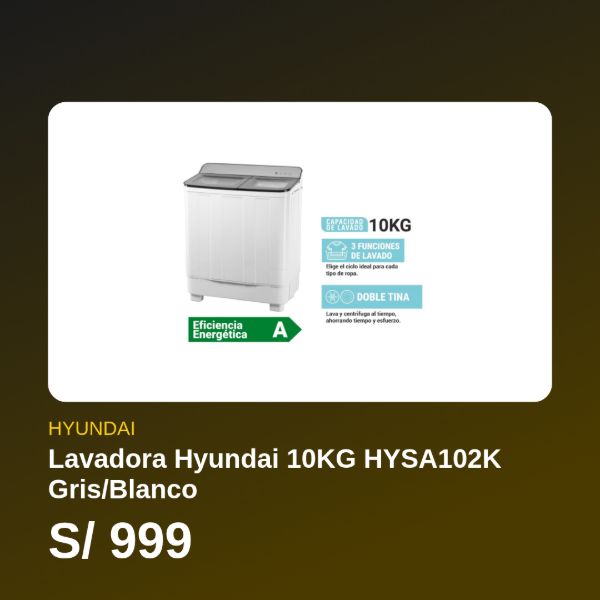 CAPACIDAD
DE LAVADO
10KG
3 FUNCIONES
DE LAVADO
Elige el ciclo ideal para cada
tipo de ropa.
DOBLE TINA
Lava y centrifuga al tiempo,
ahorrando tiempo y esfuerzo.
Eficiencia
Energética
A
HYUNDAI
Lavadora Hyundai 10KG HYSA102K
Gris/Blanco
S/ 999